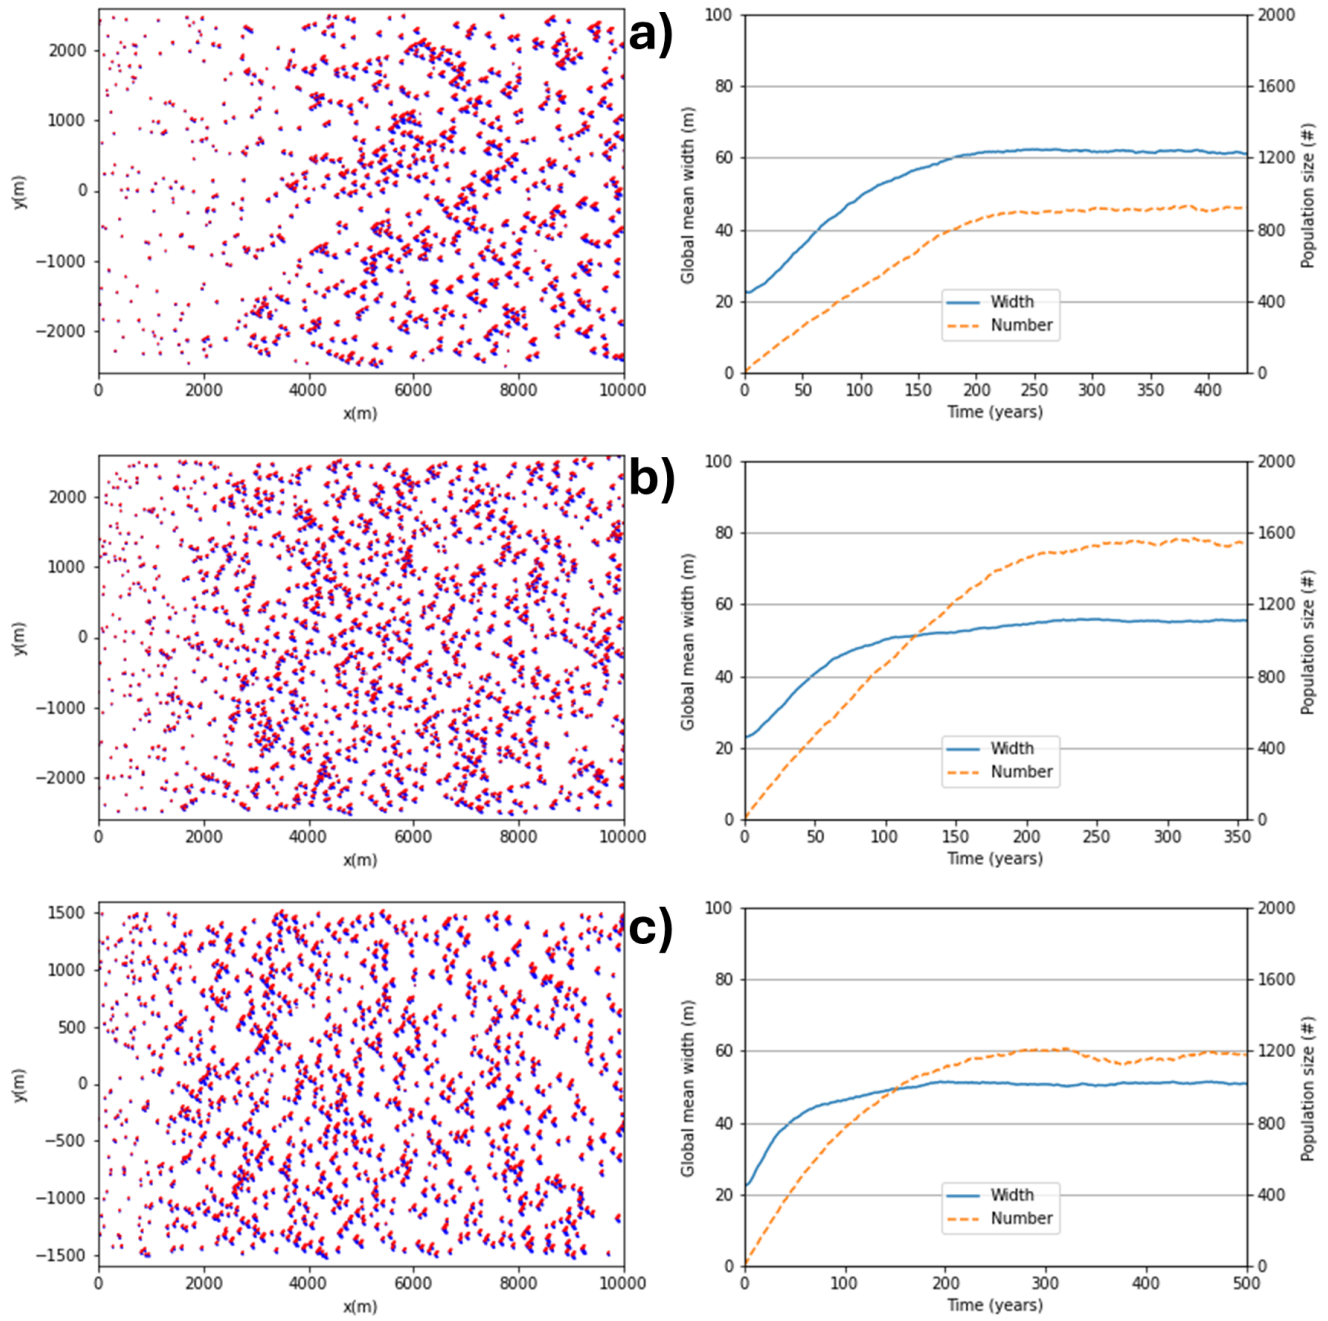 a)
2000
1000
0
−1000
−2000
y(m)
0 2000 4000 6000 8000 10000
x(m)
100
80
60
40
20
0
Global mean width (m)
2000
1600
1200
800
400
0
Population size (#)
Width
Number
0 50 100 150 200 250 300 350 400
Time (years)
b)
2000
1000
0
−1000
−2000
y(m)
0 2000 4000 6000 8000 10000
x(m)
100
80
60
40
20
0
Global mean width (m)
2000
1600
1200
800
400
0
Population size (#)
Width
Number
0 50 100 150 200 250 300 350
Time (years)
c)
1500
1000
500
0
−500
−1000
−1500
y(m)
0 2000 4000 6000 8000 10000
x(m)
100
80
60
40
20
0
Global mean width (m)
2000
1600
1200
800
400
0
Population size (#)
Width
Number
0 100 200 300 400 500
Time (years)